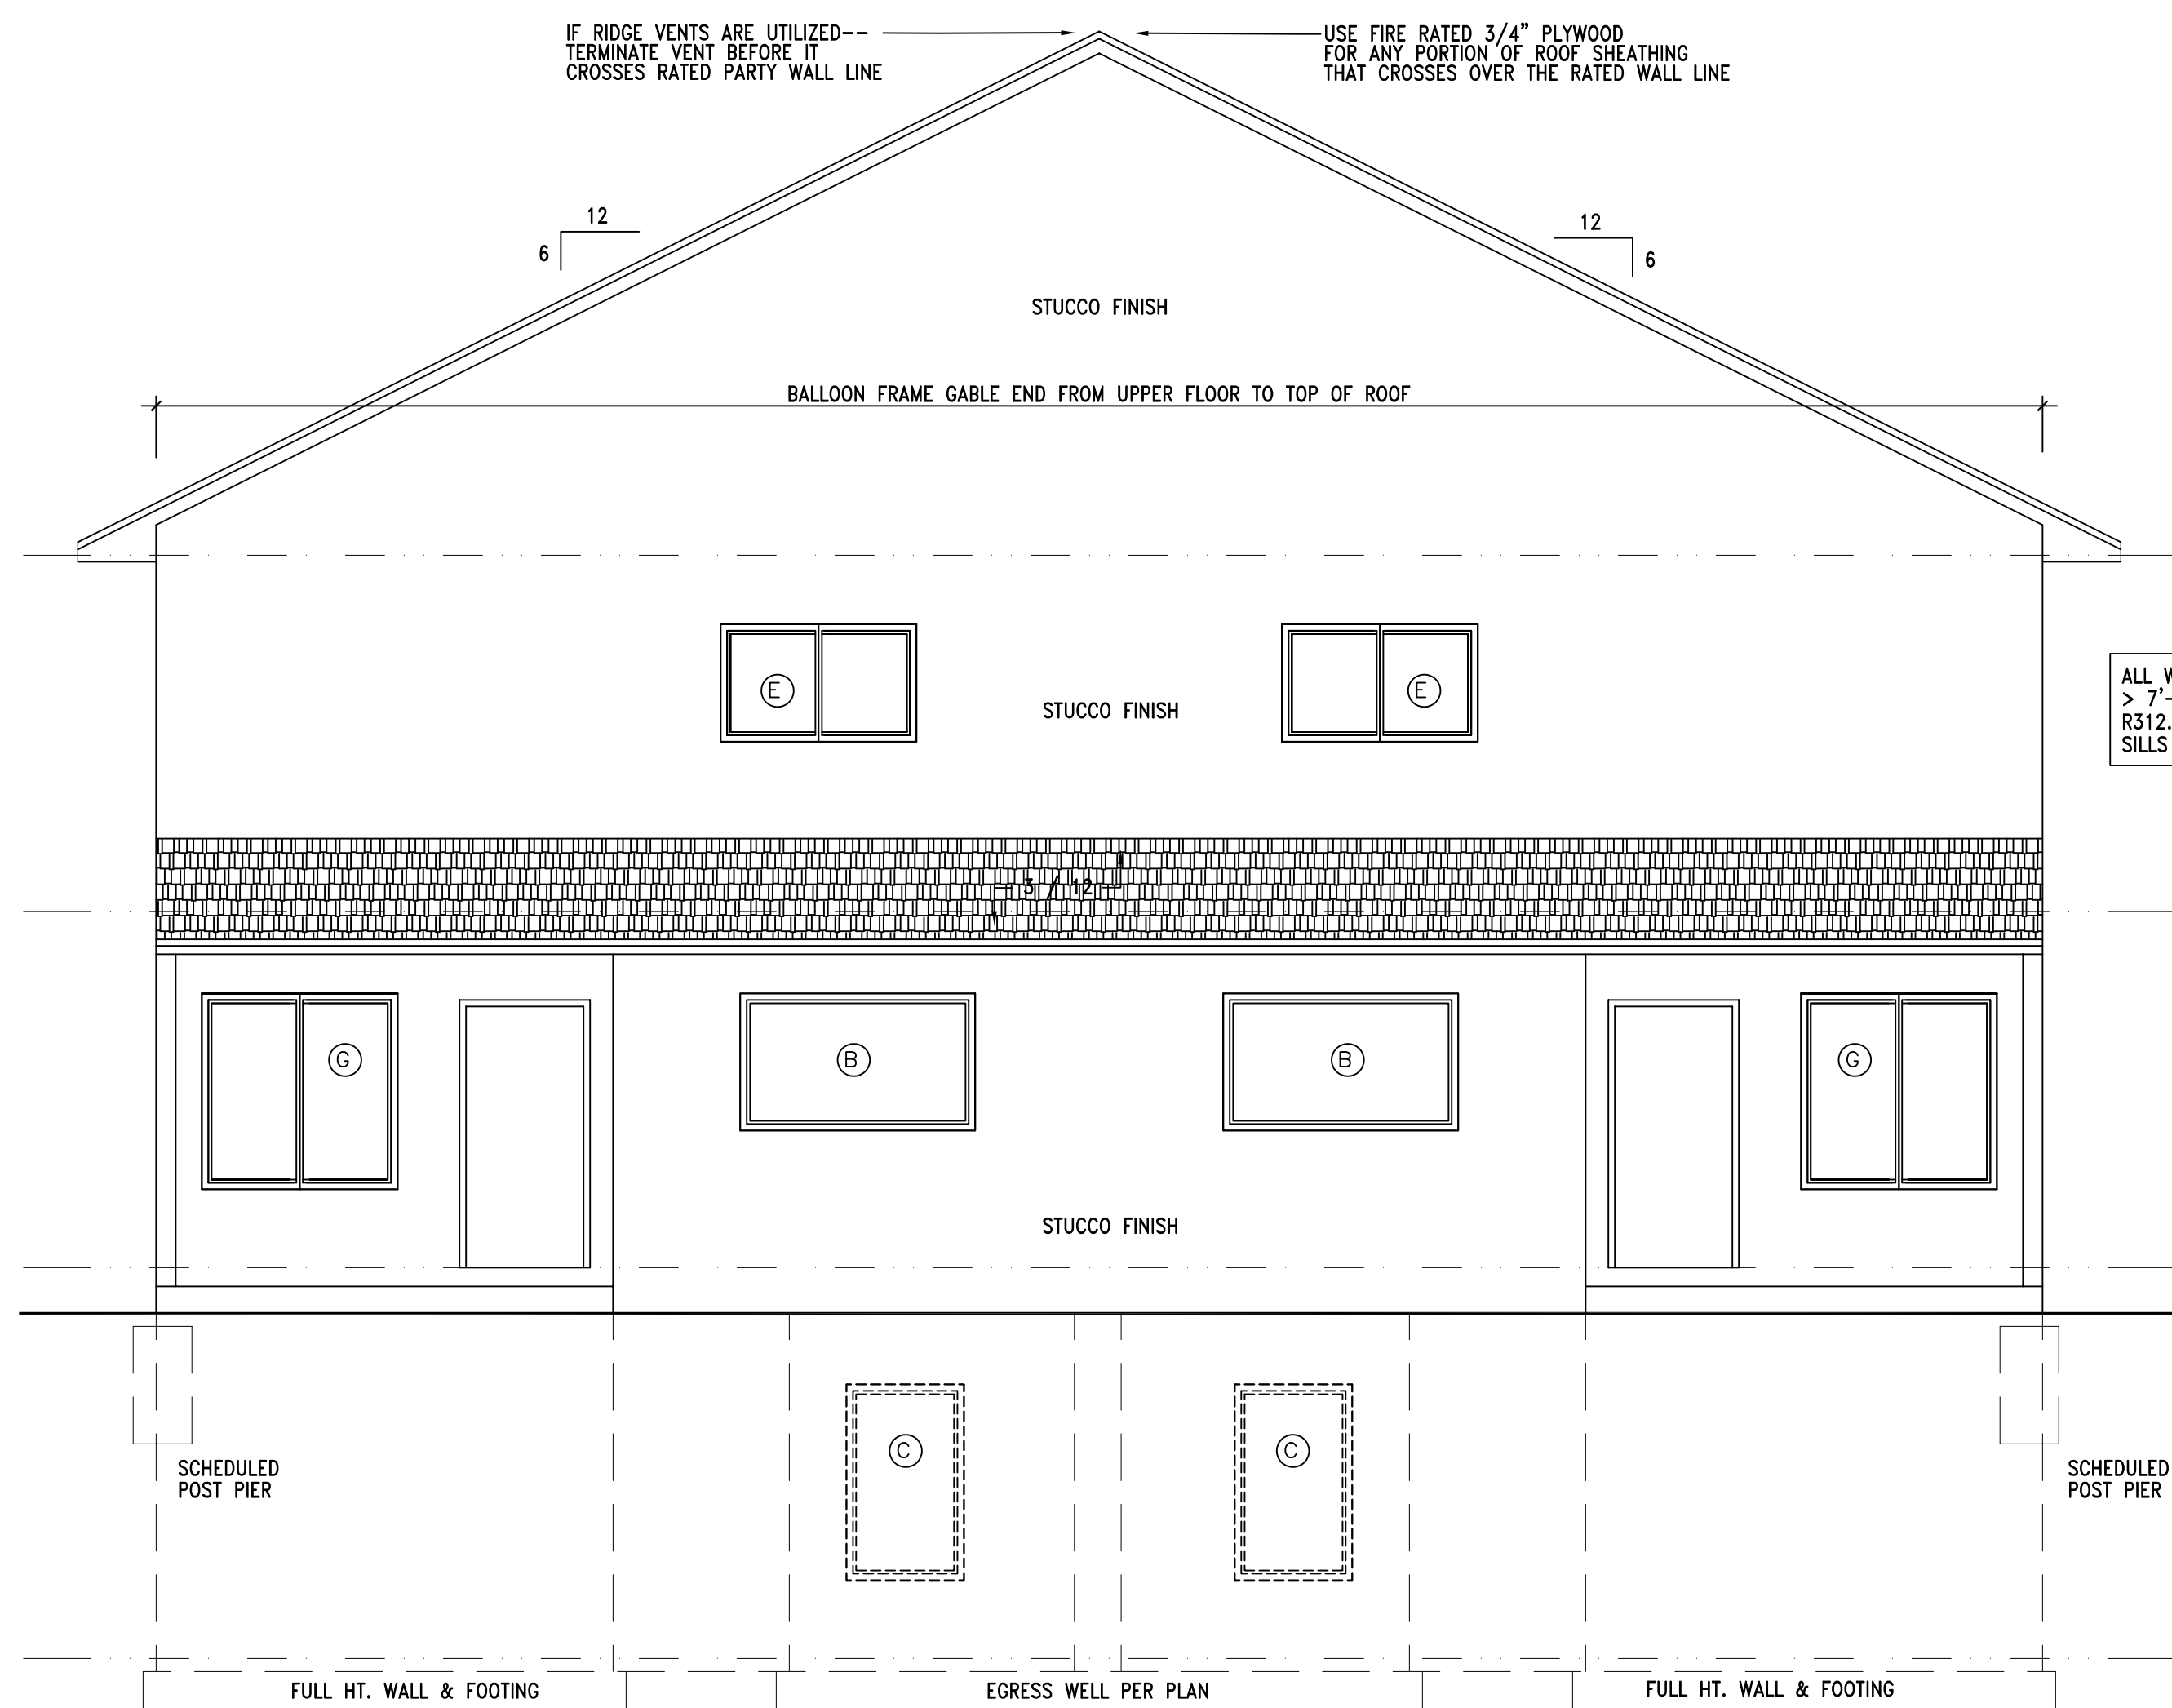 IF RIDGE VENTS ARE UTILIZED--
TERMINATE VENT BEFORE IT
CROSSES RATED PARTY WALL LINE
USE FIRE RATED 3/4" PLYWOOD
FOR ANY PORTION OF ROOF SHEATHING
THAT CROSSES OVER THE RATED WALL LINE
12
6
12
6
STUCCO FINISH
BALLOON FRAME GABLE END FROM UPPER FLOOR TO TOP OF ROOF
E
E
STUCCO FINISH
ALL
> 7'-
R312.
SILLS
3 / 12
G
B
B
G
STUCCO FINISH
C
C
SCHEDULED
POST PIER
SCHEDULED
POST PIER
FULL HT. WALL & FOOTING
EGRESS WELL PER PLAN
FULL HT. WALL & FOOTING